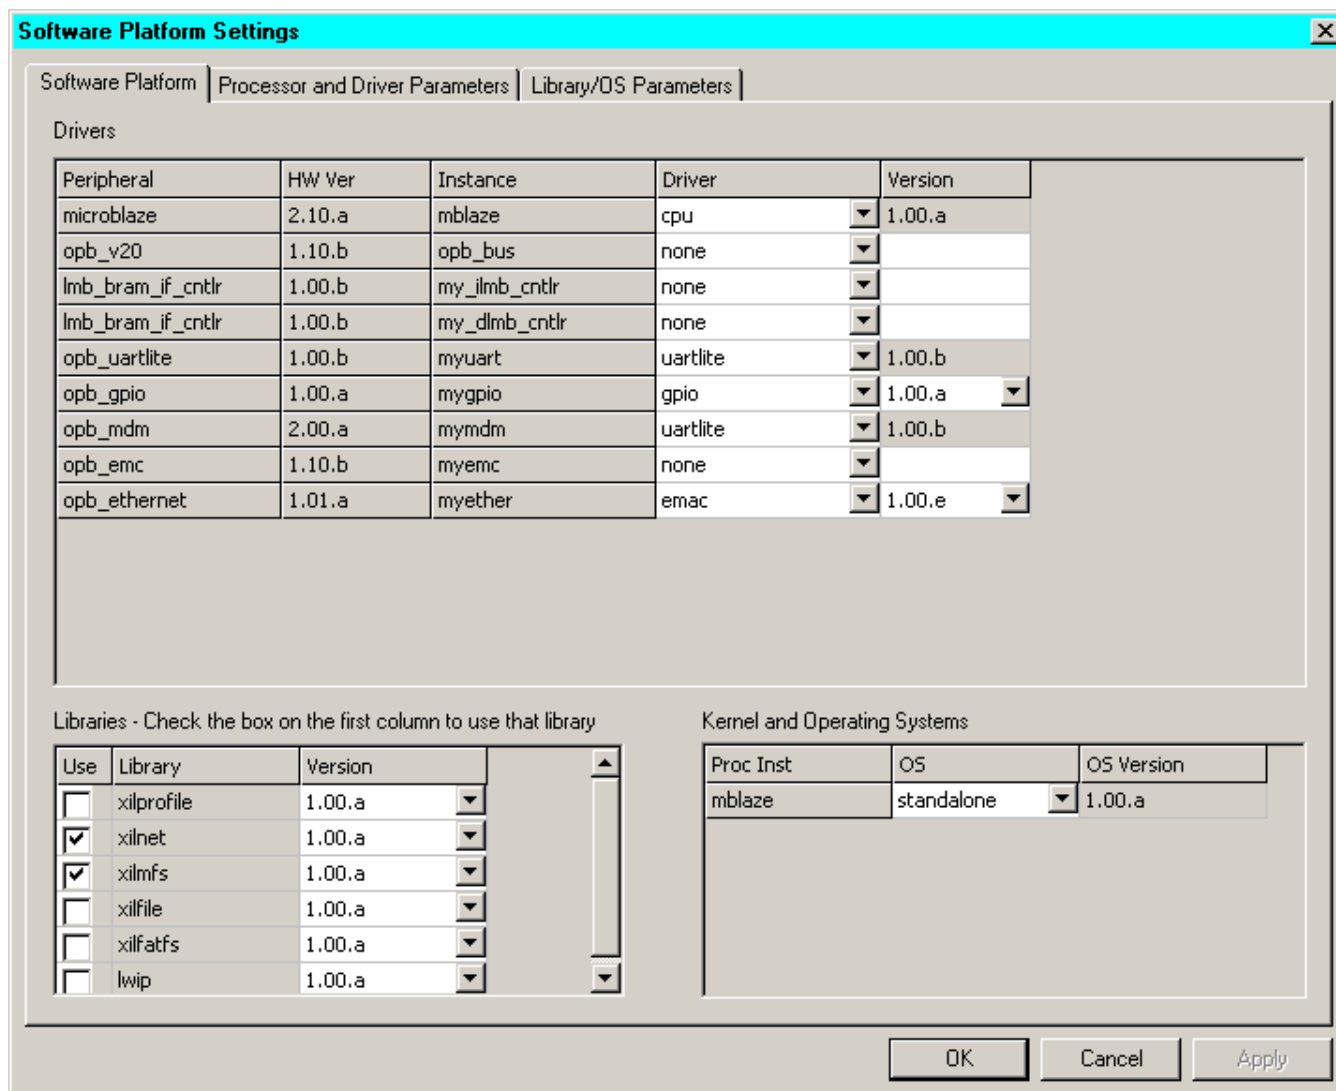 Software Platform Settings
Software Platform Processor and Driver Parameters Library/OS Parameters
Drivers
Peripheral HW Ver Instance Driver Version
microblaze 2.10.a mblaze cpu 1.00.a
opb_v20 1.10.b opb_bus none
lmb_bram_if_cntlr 1.00.b my_ilmb_cntlr none
lmb_bram_if_cntlr 1.00.b my_dlmb_cntlr none
opb_uartlite 1.00.b myuart uartlite 1.00.b
opb_gpio 1.00.a mygpio gpio 1.00.a
opb_mdm 2.00.a mymdm uartlite 1.00.b
opb_emc 1.10.b myemc none
opb_ethernet 1.01.a myether emac 1.00.e
Libraries - Check the box on the first column to use that library
Use Library Version
xilprofile 1.00.a
xilnet 1.00.a
xilmfs 1.00.a
xilfile 1.00.a
xilfatfs 1.00.a
lwip 1.00.a
Kernel and Operating Systems
Proc Inst OS OS Version
mblaze standalone 1.00.a
OK Cancel Apply